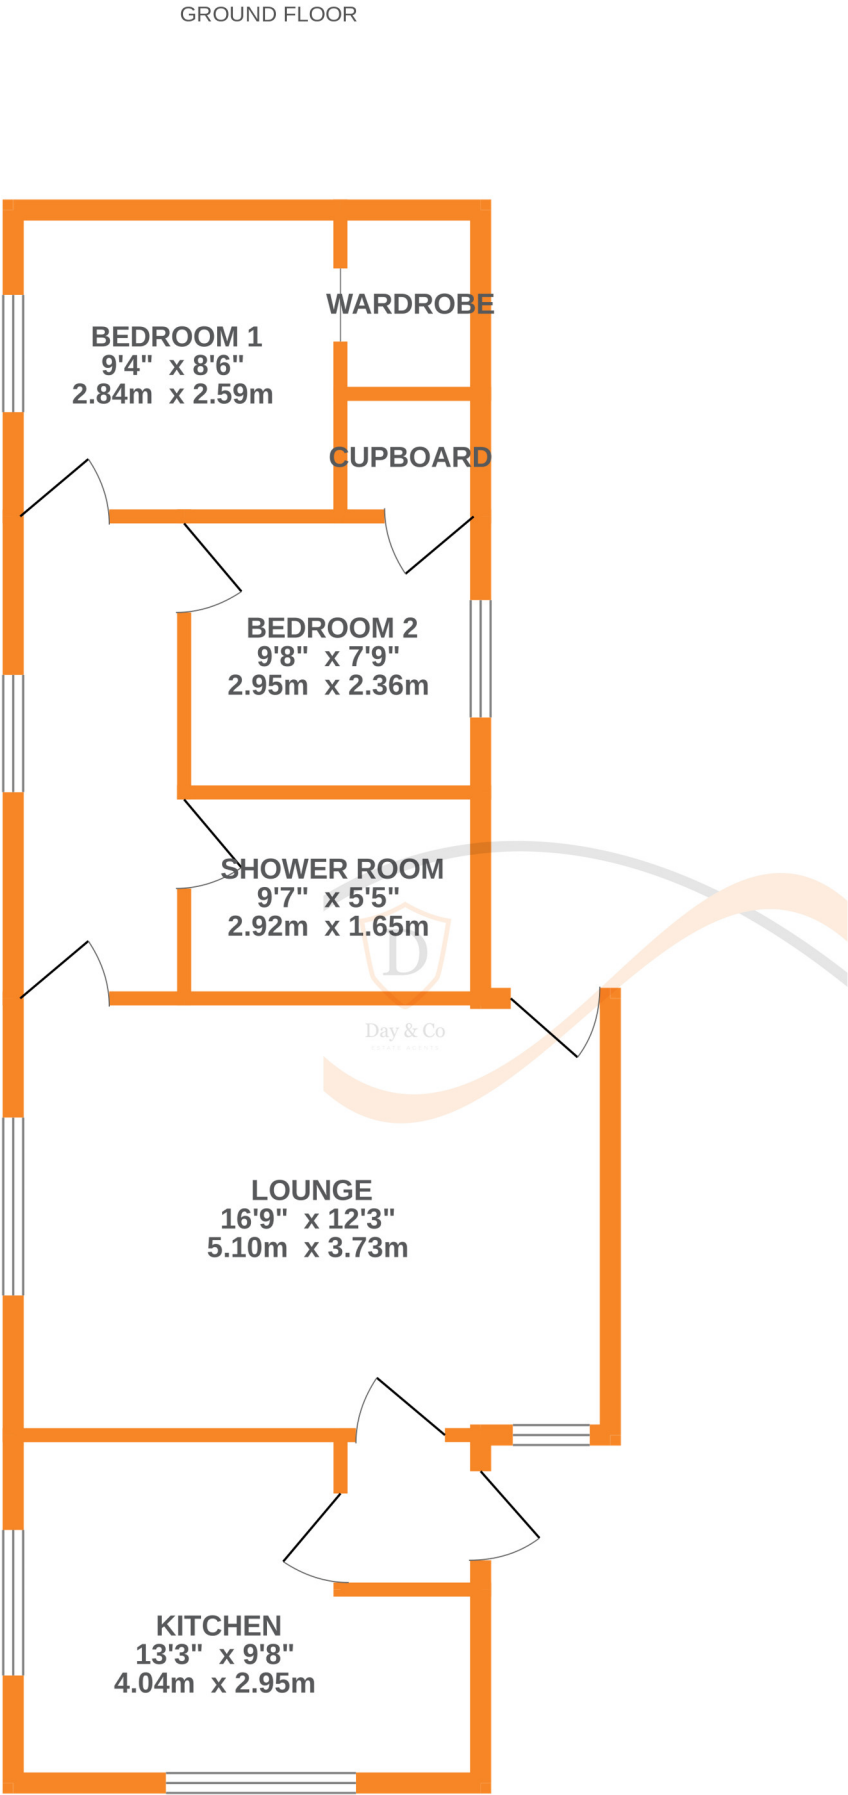 GROUND FLOOR
WARDROBE
BEDROOM 1
9'4" x 8'6"
2.84m x 2.59m
CUPBOARD
BEDROOM 2
9'8" x 7'9"
2.95m x 2.36m
SHOWER ROOM
9'7" x 5'5"
2.92m x 1.65m
D
Day & Co
LOUNGE
16'9" x 12'3"
5.10m x 3.73m
KITCHEN
13'3" x 9'8"
4.04m x 2.95m